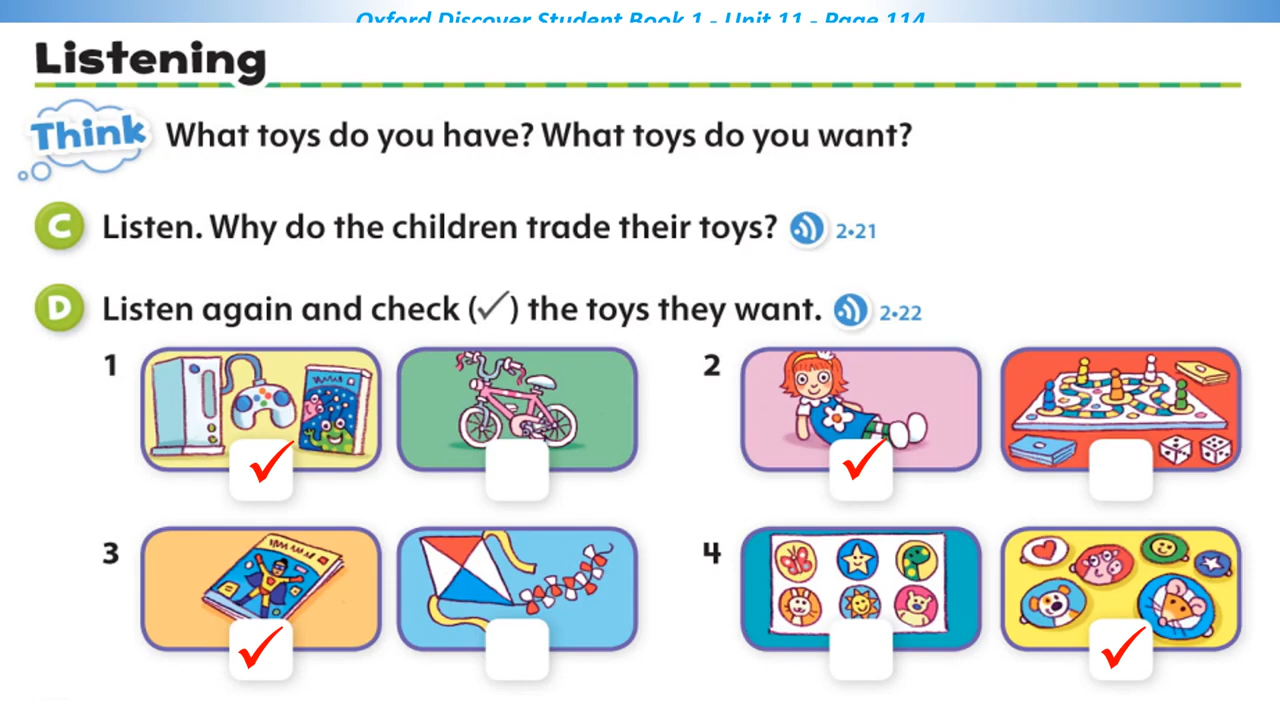 Oxford Discover Student Book 1 - Unit 11 - Page 114
Listening
Think What toys do you have? What toys do you want?
C Listen. Why do the children trade their toys? 2•21
D Listen again and check (✓) the toys they want. 2•22
1 2
3 4